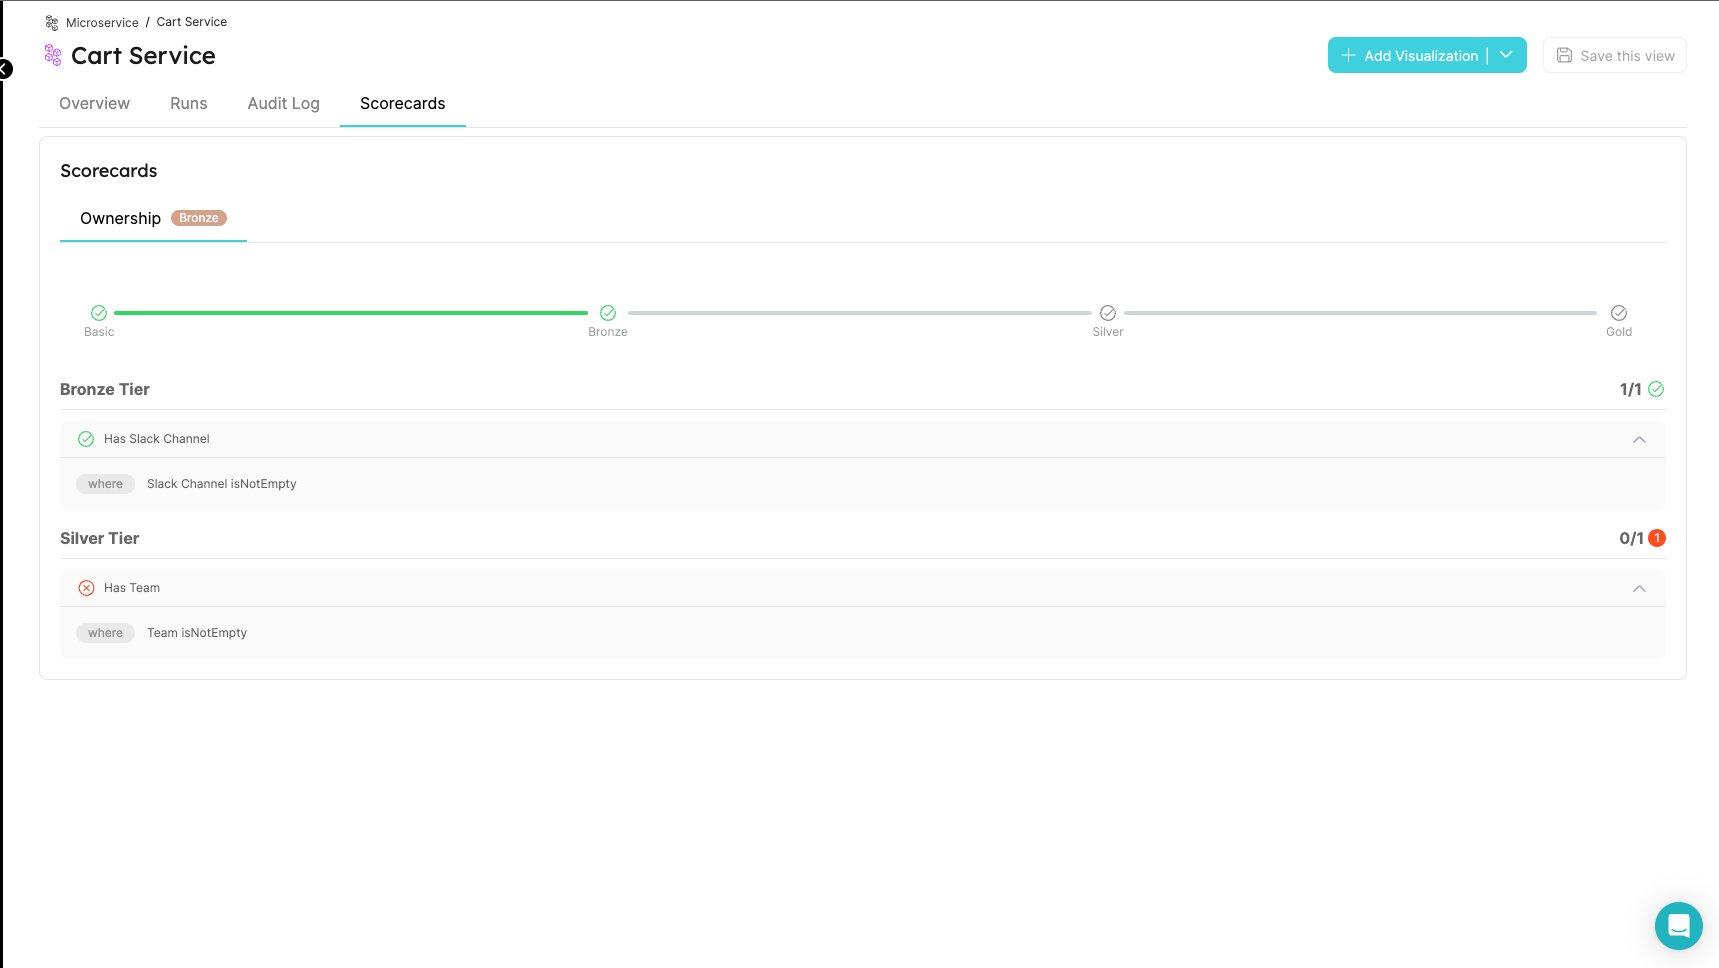 Microservice / Cart Service
Cart Service
Add Visualization
Save this view
Overview
Runs
Audit Log
Scorecards
Scorecards
Ownership Bronze
Basic
Bronze
Silver
Gold
Bronze Tier
1/1
Has Slack Channel
where Slack Channel isNotEmpty
Silver Tier
0/1 1
Has Team
where Team isNotEmpty